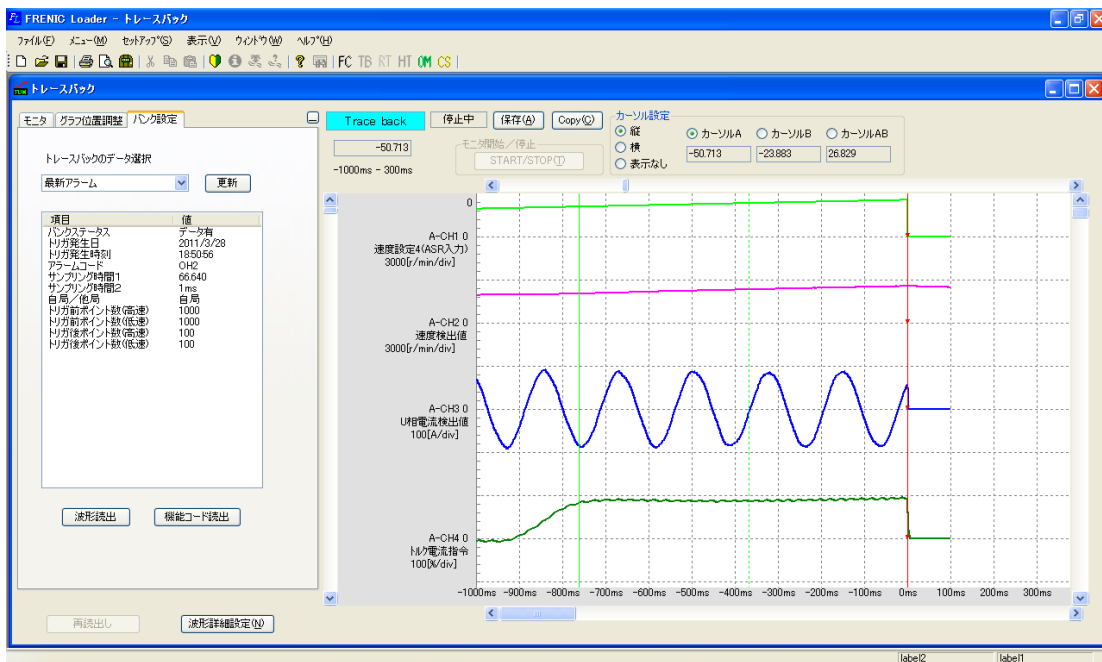 FRENIC Loader - トレースバック
ファイル(F) メニュー(M) セットアップ(S) 表示(V) ウィンドウ(W) ヘルプ(H)
FC TB RT HT OM CS
トレースバック
モニタ グラフ位置調整 バンク設定
トレースバックのデータ選択
最新アラーム 更新
項目 値
バンクステータス データ有
トリガ発生日 2011/3/28
トリガ発生時刻 18:50:56
アラームコード OH2
サンプリング時間1 66.640
サンプリング時間2 1ms
自局/他局 自局
トリガ前ポイント数(高速) 1000
トリガ前ポイント数(低速) 1000
トリガ後ポイント数(高速) 100
トリガ後ポイント数(低速) 100
波形読出 機能コード読出
再読出し 波形詳細設定(N)
Trace back 停止中 保存(A) Copy(C)
-50.713
-1000ms - 300ms
モニタ開始/停止
START/STOP(T)
カーソル設定
縦
横
表示なし
カーソルA カーソルB カーソルAB
-50.713 -23.883 26.829
0
A-CH1 0
速度設定4(ASR入力)
3000[r/min/div]
A-CH2 0
速度検出値
3000[r/min/div]
A-CH3 0
U相電流検出値
100[A/div]
A-CH4 0
トルク電流指令
100[%/div]
-1000ms -900ms -800ms -700ms -600ms -500ms -400ms -300ms -200ms -100ms 0ms 100ms 200ms 300ms
label2 label1